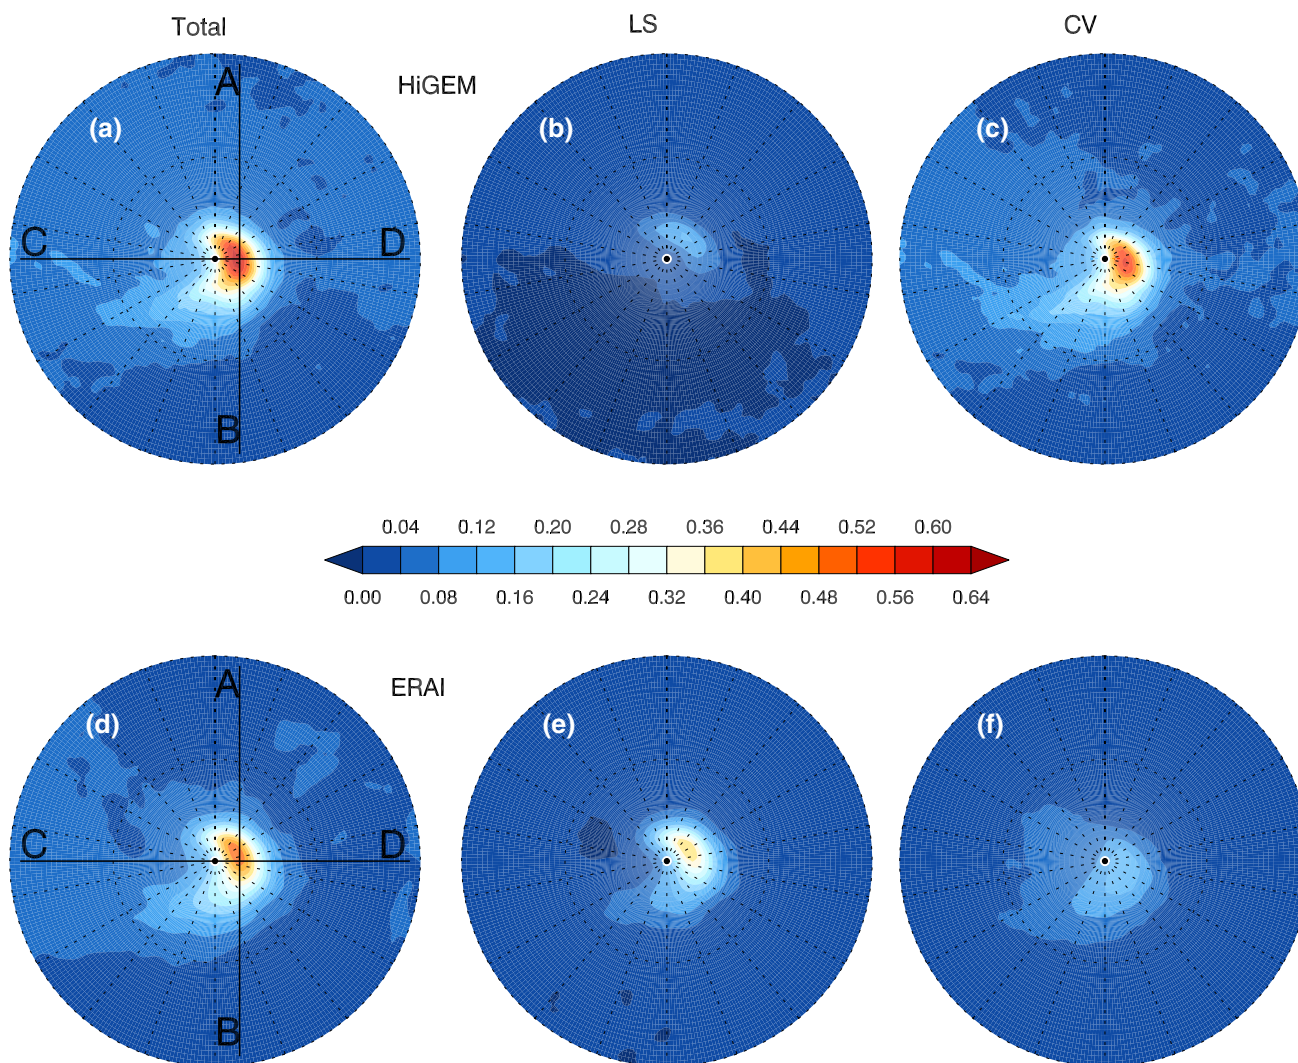 Total LS CV
HiGEM
A
(a) (b) (c)
C D
B
0.04 0.12 0.20 0.28 0.36 0.44 0.52 0.60
0.00 0.08 0.16 0.24 0.32 0.40 0.48 0.56 0.64
ERAI
A
(d) (e) (f)
C D
B